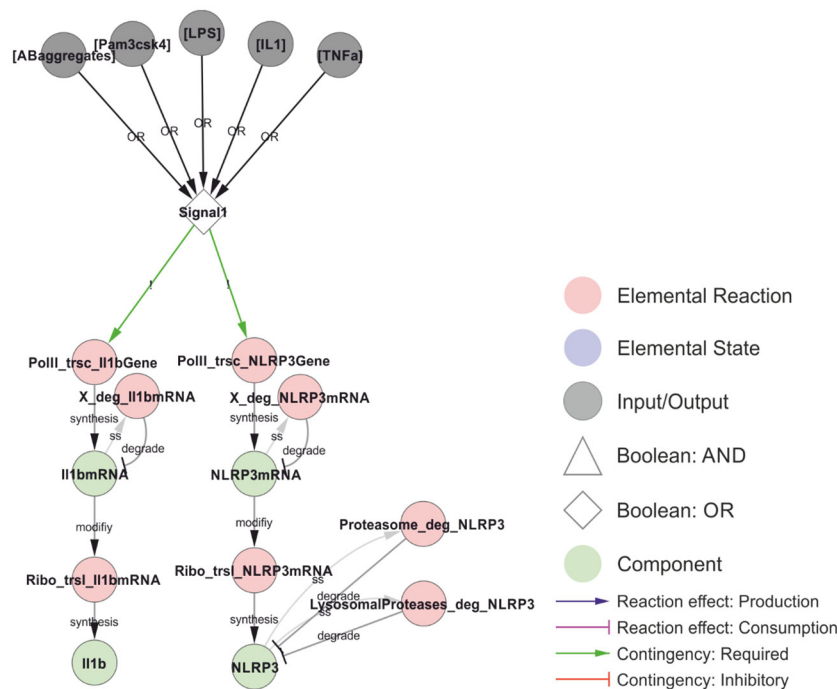 [ABaggregates]
[Pam3csk4]
[LPS]
[IL1]
[TNFa]
OR
OR
OR
OR
OR
Signal1
!
!
PolII_trsc_Il1bGene
PolII_trsc_NLRP3Gene
X_deg_Il1bmRNA
X_deg_NLRP3mRNA
synthesis
synthesis
ss
ss
degrade
degrade
Il1bmRNA
NLRP3mRNA
modifiy
modifiy
Proteasome_deg_NLRP3
Ribo_trsl_Il1bmRNA
Ribo_trsl_NLRP3mRNA
ss
degrade
LysosomalProteases_deg_NLRP3
ss
synthesis
synthesis
degrade
Il1b
NLRP3
Elemental Reaction
Elemental State
Input/Output
Boolean: AND
Boolean: OR
Component
Reaction effect: Production
Reaction effect: Consumption
Contingency: Required
Contingency: Inhibitory